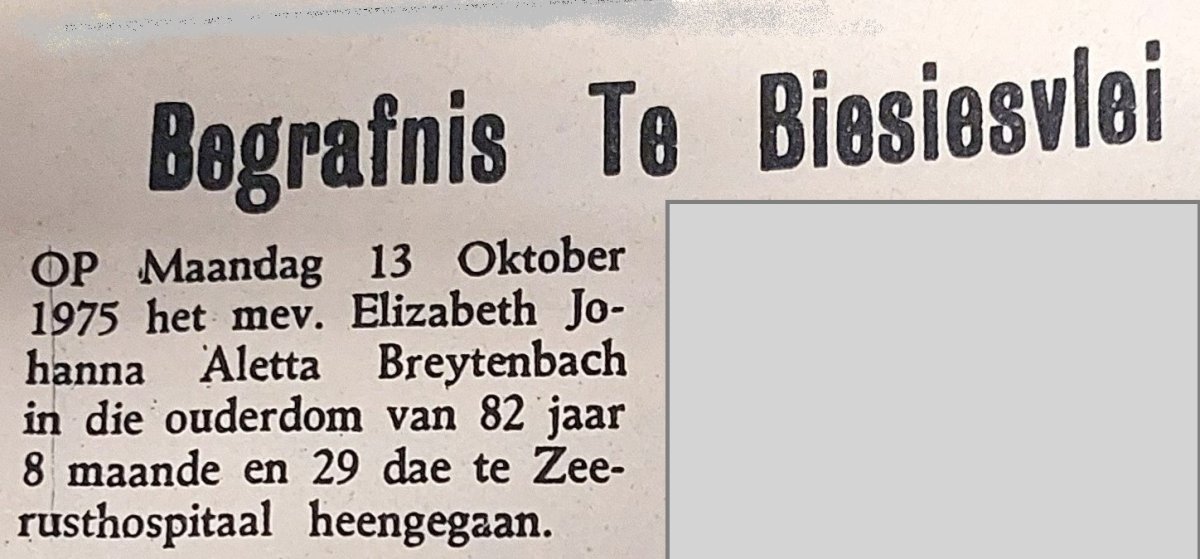 Begrafnis Te Biesiesvlei
OP Maandag 13 Oktober
1975 het mev. Elizabeth Jo-
hanna Aletta Breytenbach
in die ouderdom van 82 jaar
8 maande en 29 dae te Zee-
rusthospitaal heengegaan.